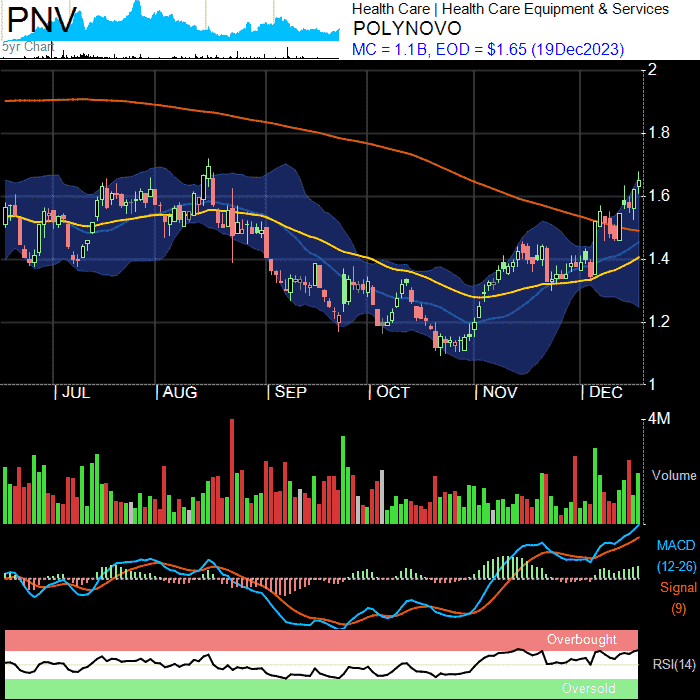 PNV
5yr Chart
Health Care | Health Care Equipment & Services
POLYNOVO
MC = 1.1B, EOD = $1.65 (19Dec2023)
2
1.8
1.6
1.4
1.2
1
JUL AUG SEP OCT NOV DEC
4M
Volume
MACD
(12-26)
Signal
(9)
Overbought
RSI(14)
Oversold